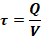 τ = Q/V